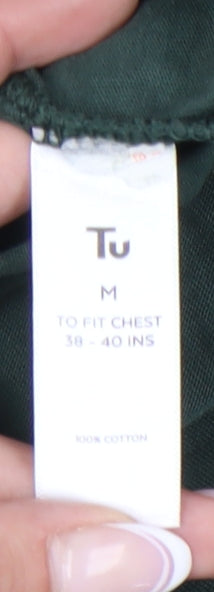 Tu
M
TO FIT CHEST
38 - 40 INS
100% COTTON